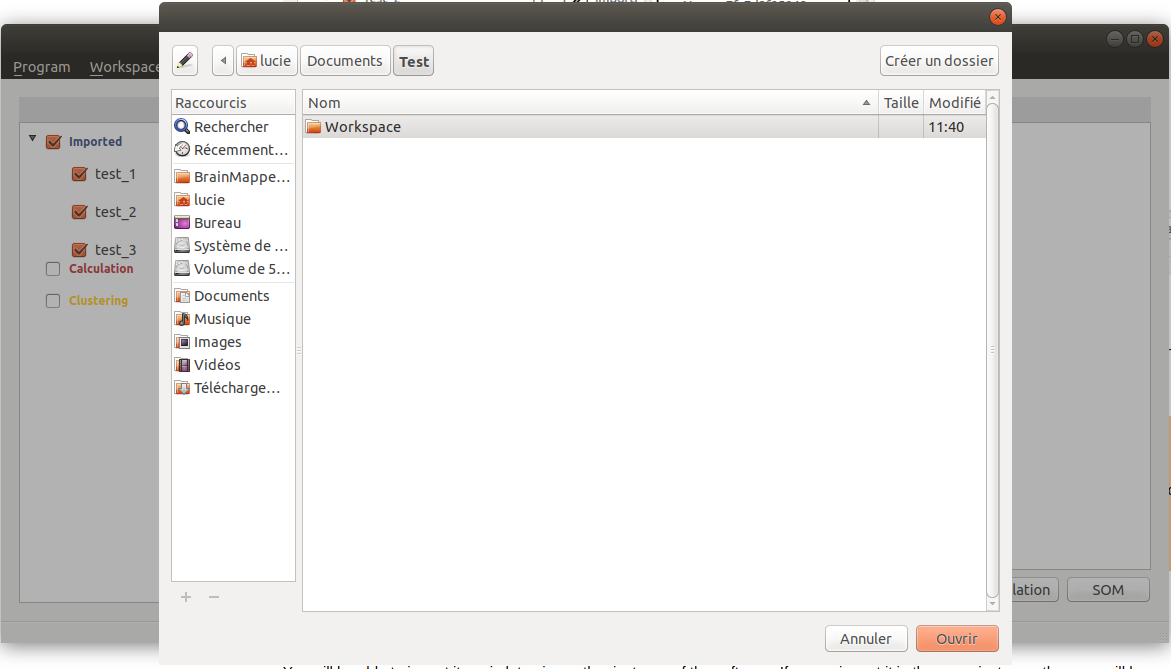 Program Workspace
lucie Documents Test Créer un dossier
Raccourcis
Rechercher
Récemment…
BrainMappe…
lucie
Bureau
Système de …
Volume de 5…
Documents
Musique
Images
Vidéos
Télécharge…
Nom Taille Modifié
Workspace 11:40
Imported
test_1
test_2
test_3
Calculation
Clustering
lation SOM
Annuler Ouvrir